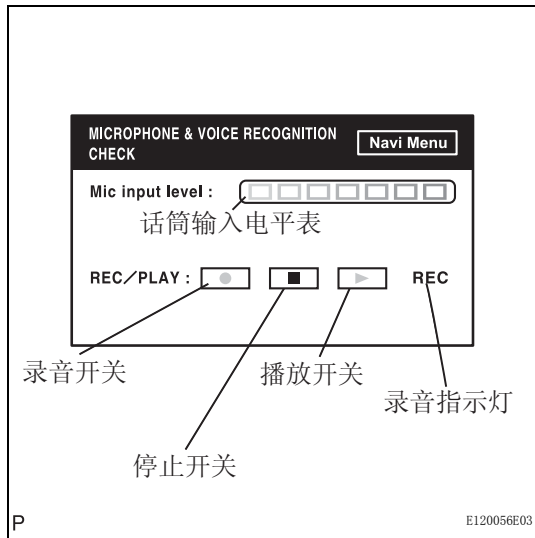 MICROPHONE & VOICE RECOGNITION
CHECK
Navi Menu
Mic input level :
话筒输入电平表
REC/PLAY :
REC
录音开关
播放开关
录音指示灯
停止开关
P
E120056E03